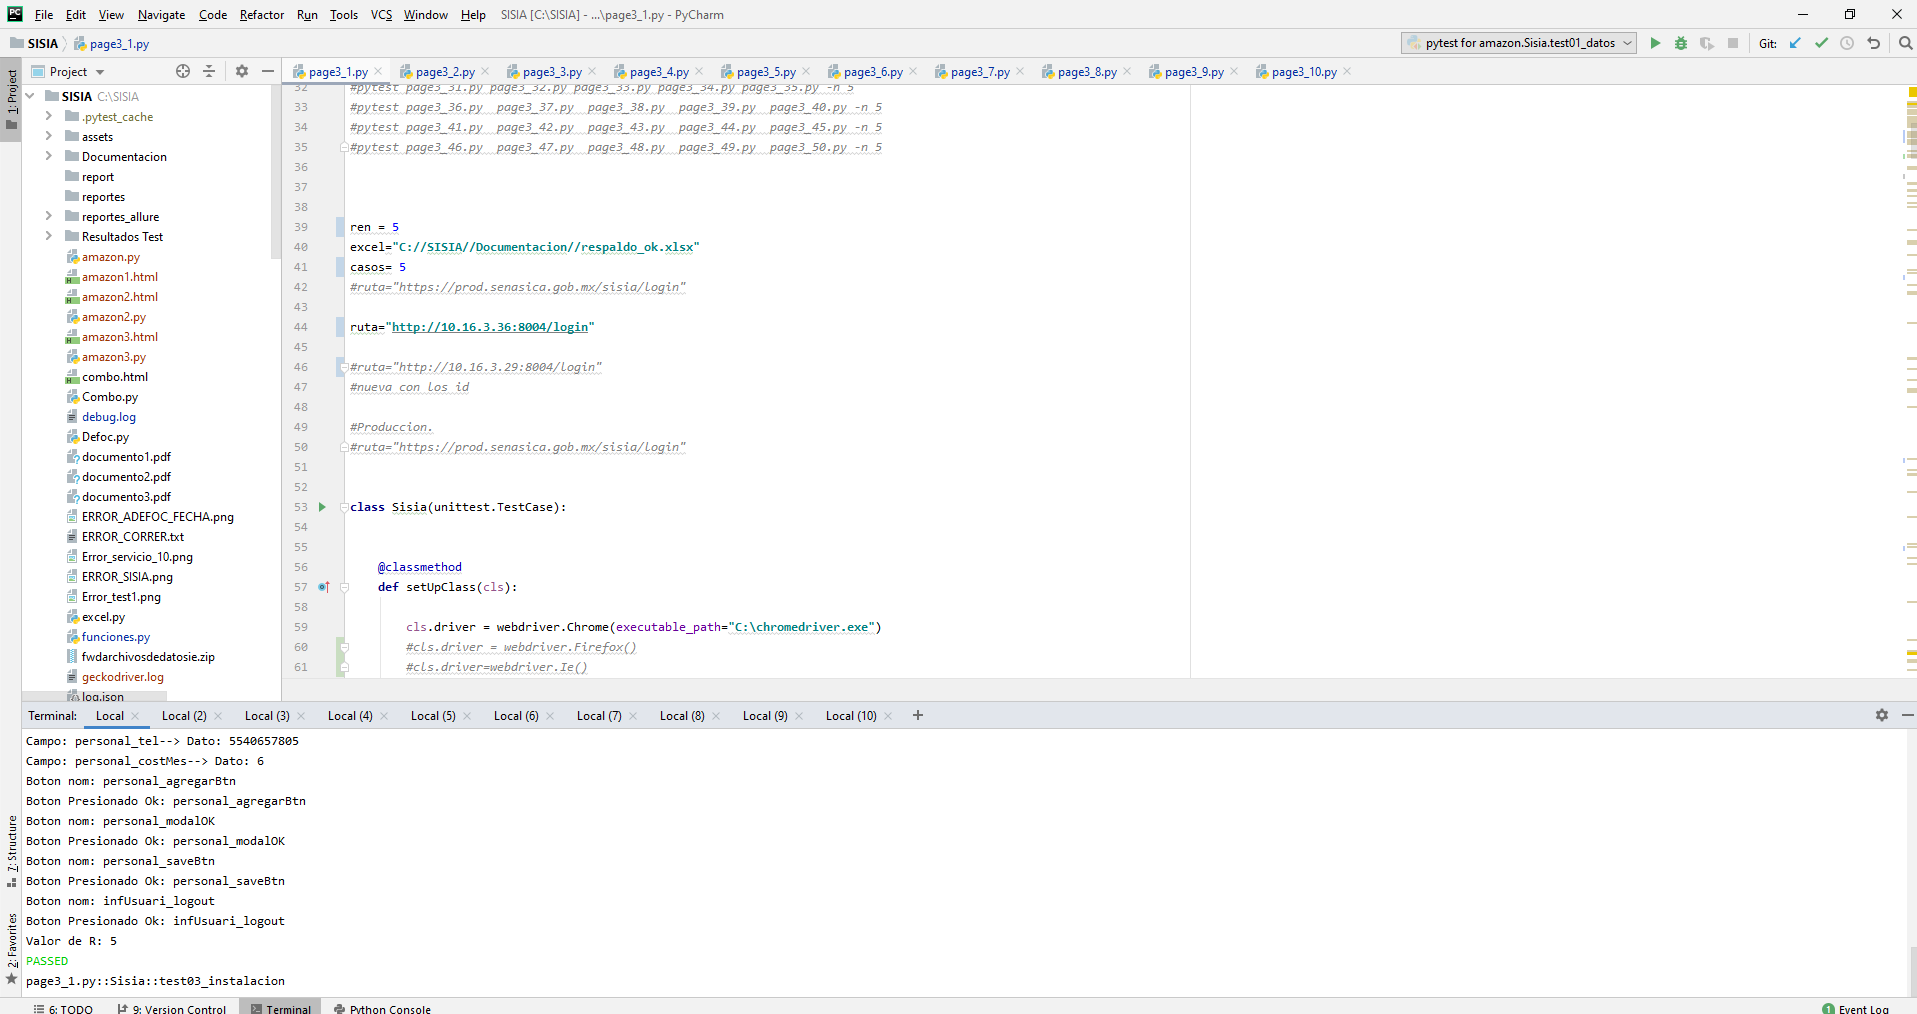 PC File Edit View Navigate Code Refactor Run Tools VCS Window Help SISIA [C:\SISIA] - ...\page3_1.py - PyCharm
SISIA page3_1.py pytest for amazon.Sisia.test01_datos Git:
1: Project
Project
page3_1.py page3_2.py page3_3.py page3_4.py page3_5.py page3_6.py page3_7.py page3_8.py page3_9.py page3_10.py
SISIA C:\SISIA
.pytest_cache
assets
Documentacion
report
reportes
reportes_allure
Resultados Test
amazon.py
amazon1.html
amazon2.html
amazon2.py
amazon3.html
amazon3.py
combo.html
Combo.py
debug.log
Defoc.py
documento1.pdf
documento2.pdf
documento3.pdf
ERROR_ADEFOC_FECHA.png
ERROR_CORRER.txt
Error_servicio_10.png
ERROR_SISIA.png
Error_test1.png
excel.py
funciones.py
fwdarchivosdedatosie.zip
geckodriver.log
log.json
32 #pytest page3_31.py page3_32.py page3_33.py page3_34.py page3_35.py -n 5
33 #pytest page3_36.py page3_37.py page3_38.py page3_39.py page3_40.py -n 5
34 #pytest page3_41.py page3_42.py page3_43.py page3_44.py page3_45.py -n 5
35 #pytest page3_46.py page3_47.py page3_48.py page3_49.py page3_50.py -n 5
36
37
38
39 ren = 5
40 excel="C://SISIA//Documentacion//respaldo_ok.xlsx"
41 casos= 5
42 #ruta="https://prod.senasica.gob.mx/sisia/login"
43
44 ruta="http://10.16.3.36:8004/login"
45
46 #ruta="http://10.16.3.29:8004/login"
47 #nueva con los id
48
49 #Produccion.
50 #ruta="https://prod.senasica.gob.mx/sisia/login"
51
52
53 class Sisia(unittest.TestCase):
54
55
56 @classmethod
57 def setUpClass(cls):
58
59 cls.driver = webdriver.Chrome(executable_path="C:\chromedriver.exe")
60 #cls.driver = webdriver.Firefox()
61 #cls.driver=webdriver.Ie()
Terminal: Local Local (2) Local (3) Local (4) Local (5) Local (6) Local (7) Local (8) Local (9) Local (10) +
Campo: personal_tel--> Dato: 5540657805
Campo: personal_costMes--> Dato: 6
Boton nom: personal_agregarBtn
Boton Presionado Ok: personal_agregarBtn
Boton nom: personal_modalOK
Boton Presionado Ok: personal_modalOK
Boton nom: personal_saveBtn
Boton Presionado Ok: personal_saveBtn
Boton nom: infUsuari_logout
Boton Presionado Ok: infUsuari_logout
Valor de R: 5
PASSED
page3_1.py::Sisia::test03_instalacion
7: Structure
2: Favorites
6: TODO 9: Version Control Terminal Python Console 1 Event Log